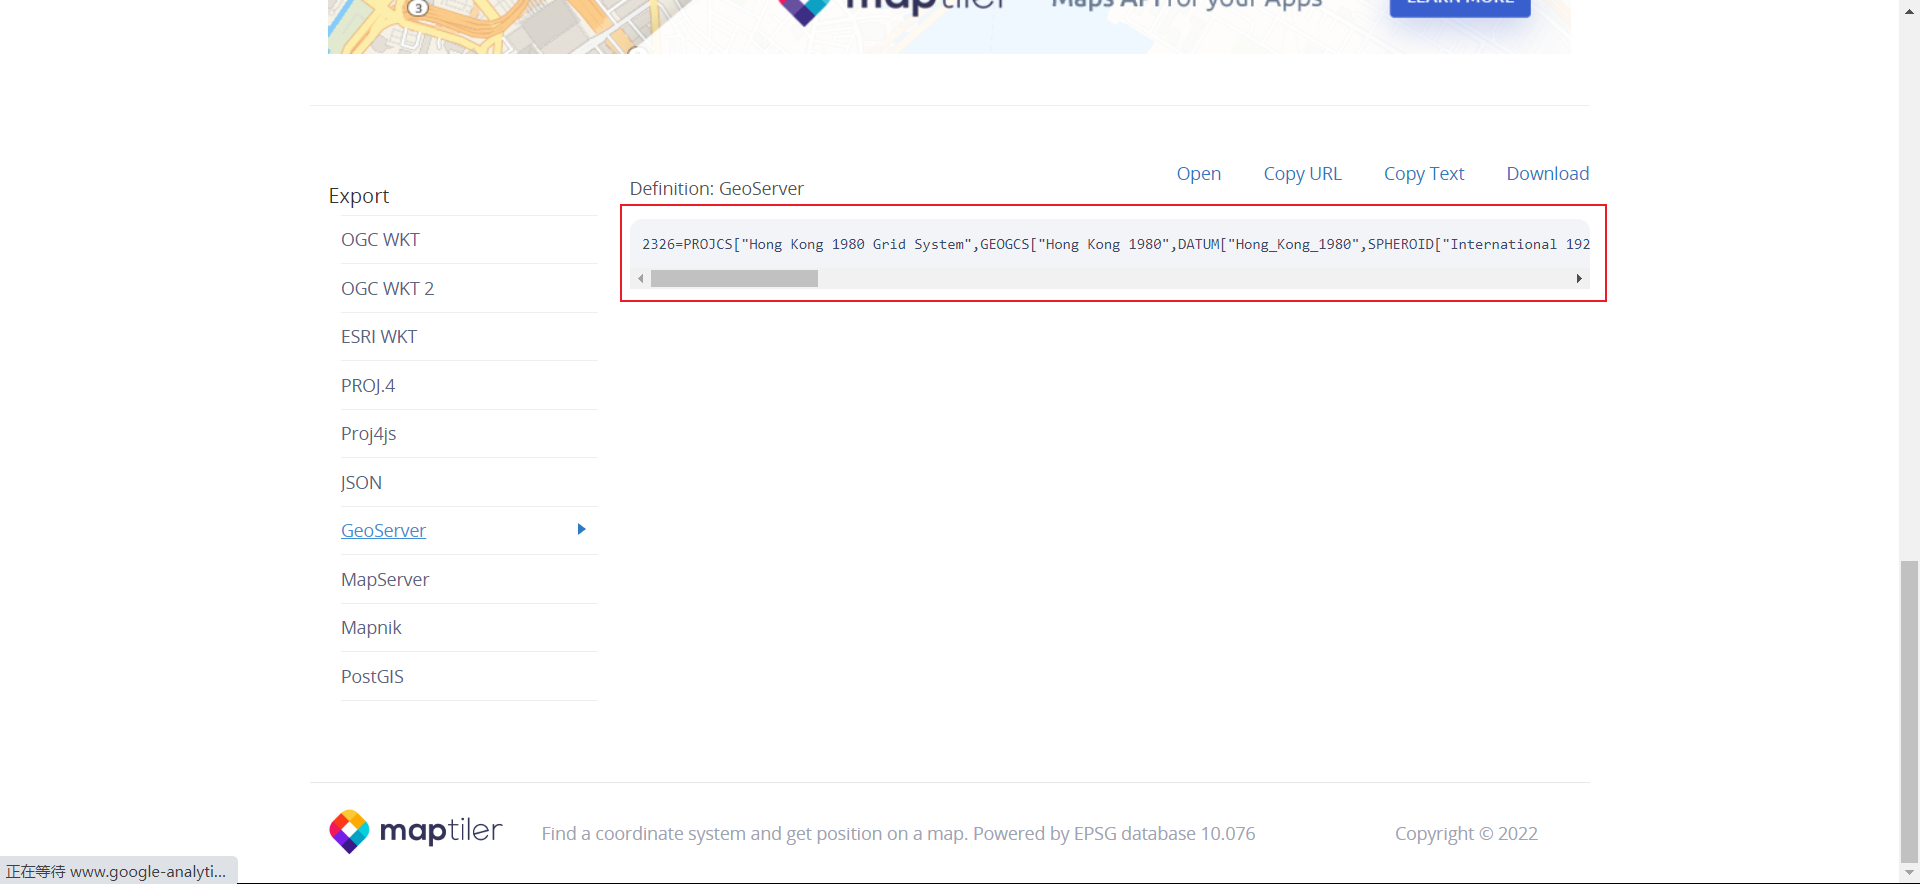 3
maptiler
Maps API for your Apps
LEARN MORE
Open
Copy URL
Copy Text
Download
Export
Definition: GeoServer
OGC WKT
2326=PROJCS["Hong Kong 1980 Grid System",GEOGCS["Hong Kong 1980",DATUM["Hong_Kong_1980",SPHEROID["International 192
OGC WKT 2
ESRI WKT
PROJ.4
Proj4js
JSON
GeoServer
MapServer
Mapnik
PostGIS
maptiler
Find a coordinate system and get position on a map. Powered by EPSG database 10.076
Copyright © 2022
正在等待 www.google-analyti...